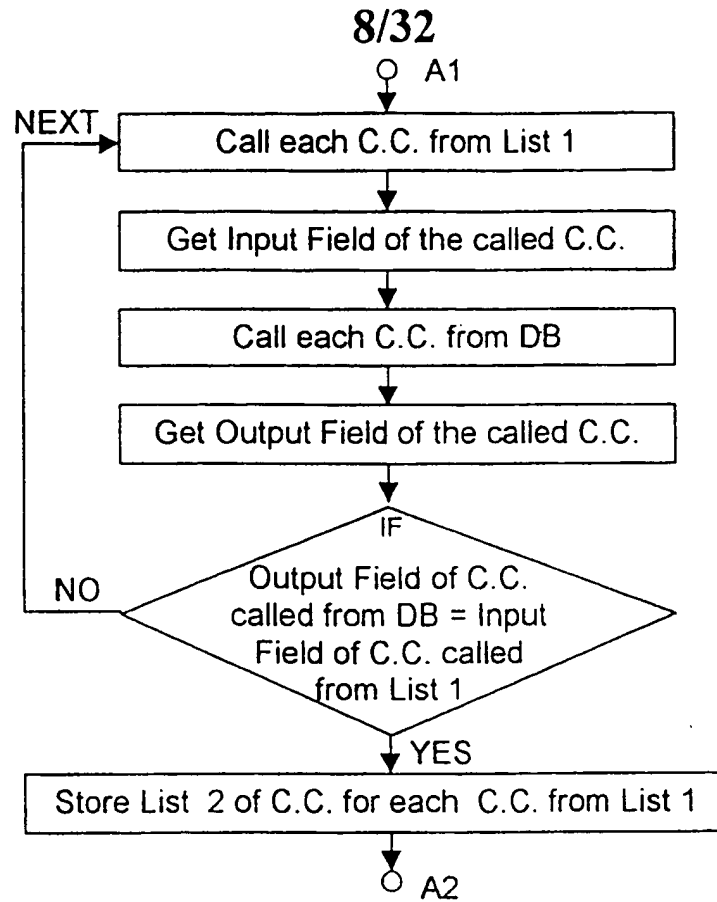 8/32
A1
NEXT
Call each C.C. from List 1
Get Input Field of the called C.C.
Call each C.C. from DB
Get Output Field of the called C.C.
IF
Output Field of C.C.
called from DB = Input
Field of C.C. called
from List 1
NO
YES
Store List 2 of C.C. for each C.C. from List 1
A2